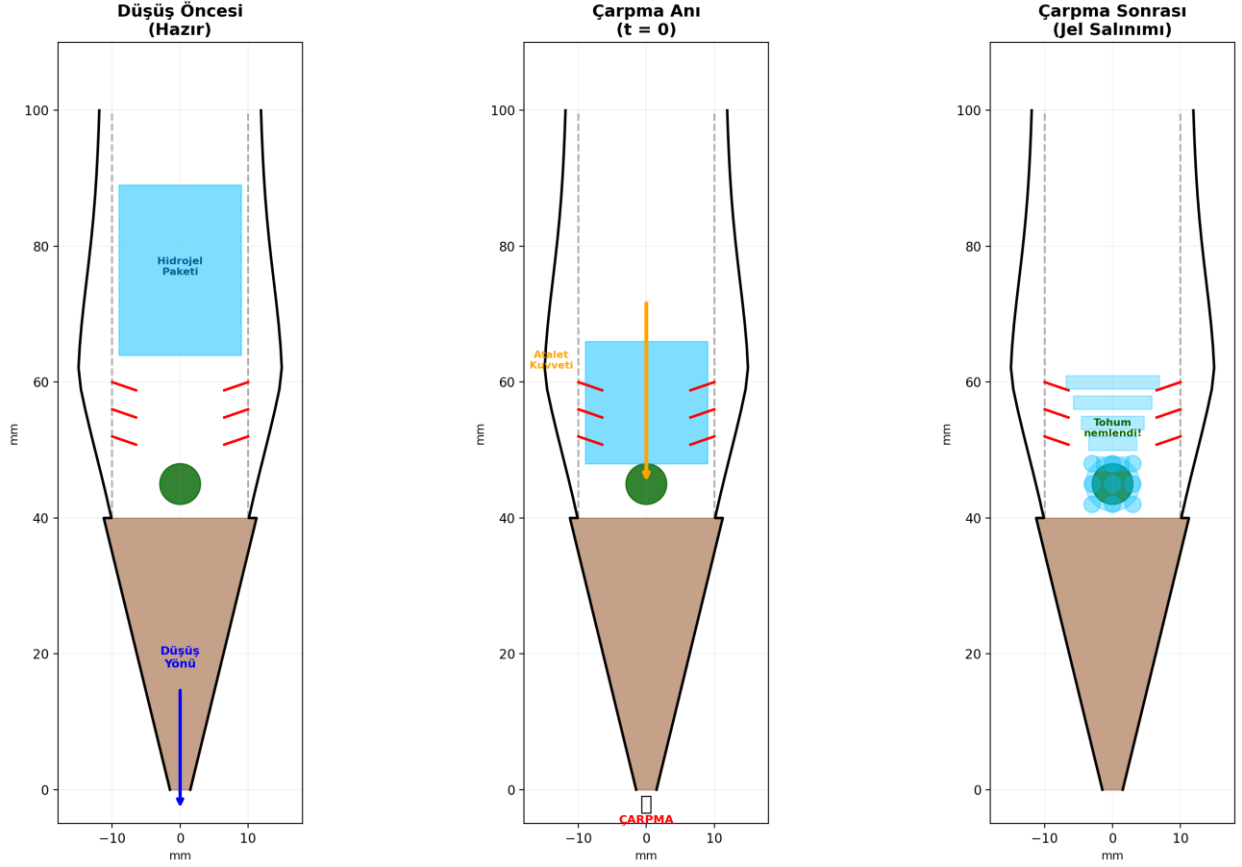 Düşüş Öncesi
(Hazır)
100
80
60
40
20
0
mm
Hidrojel
Paketi
Düşüş
Yönü
−10
0
10
mm
Çarpma Anı
(t = 0)
100
80
60
40
20
0
mm
Atalet
Kuvveti
ÇARPMA
−10
0
10
mm
Çarpma Sonrası
(Jel Salınımı)
100
80
60
40
20
0
mm
Tohum
nemlendi!
−10
0
10
mm